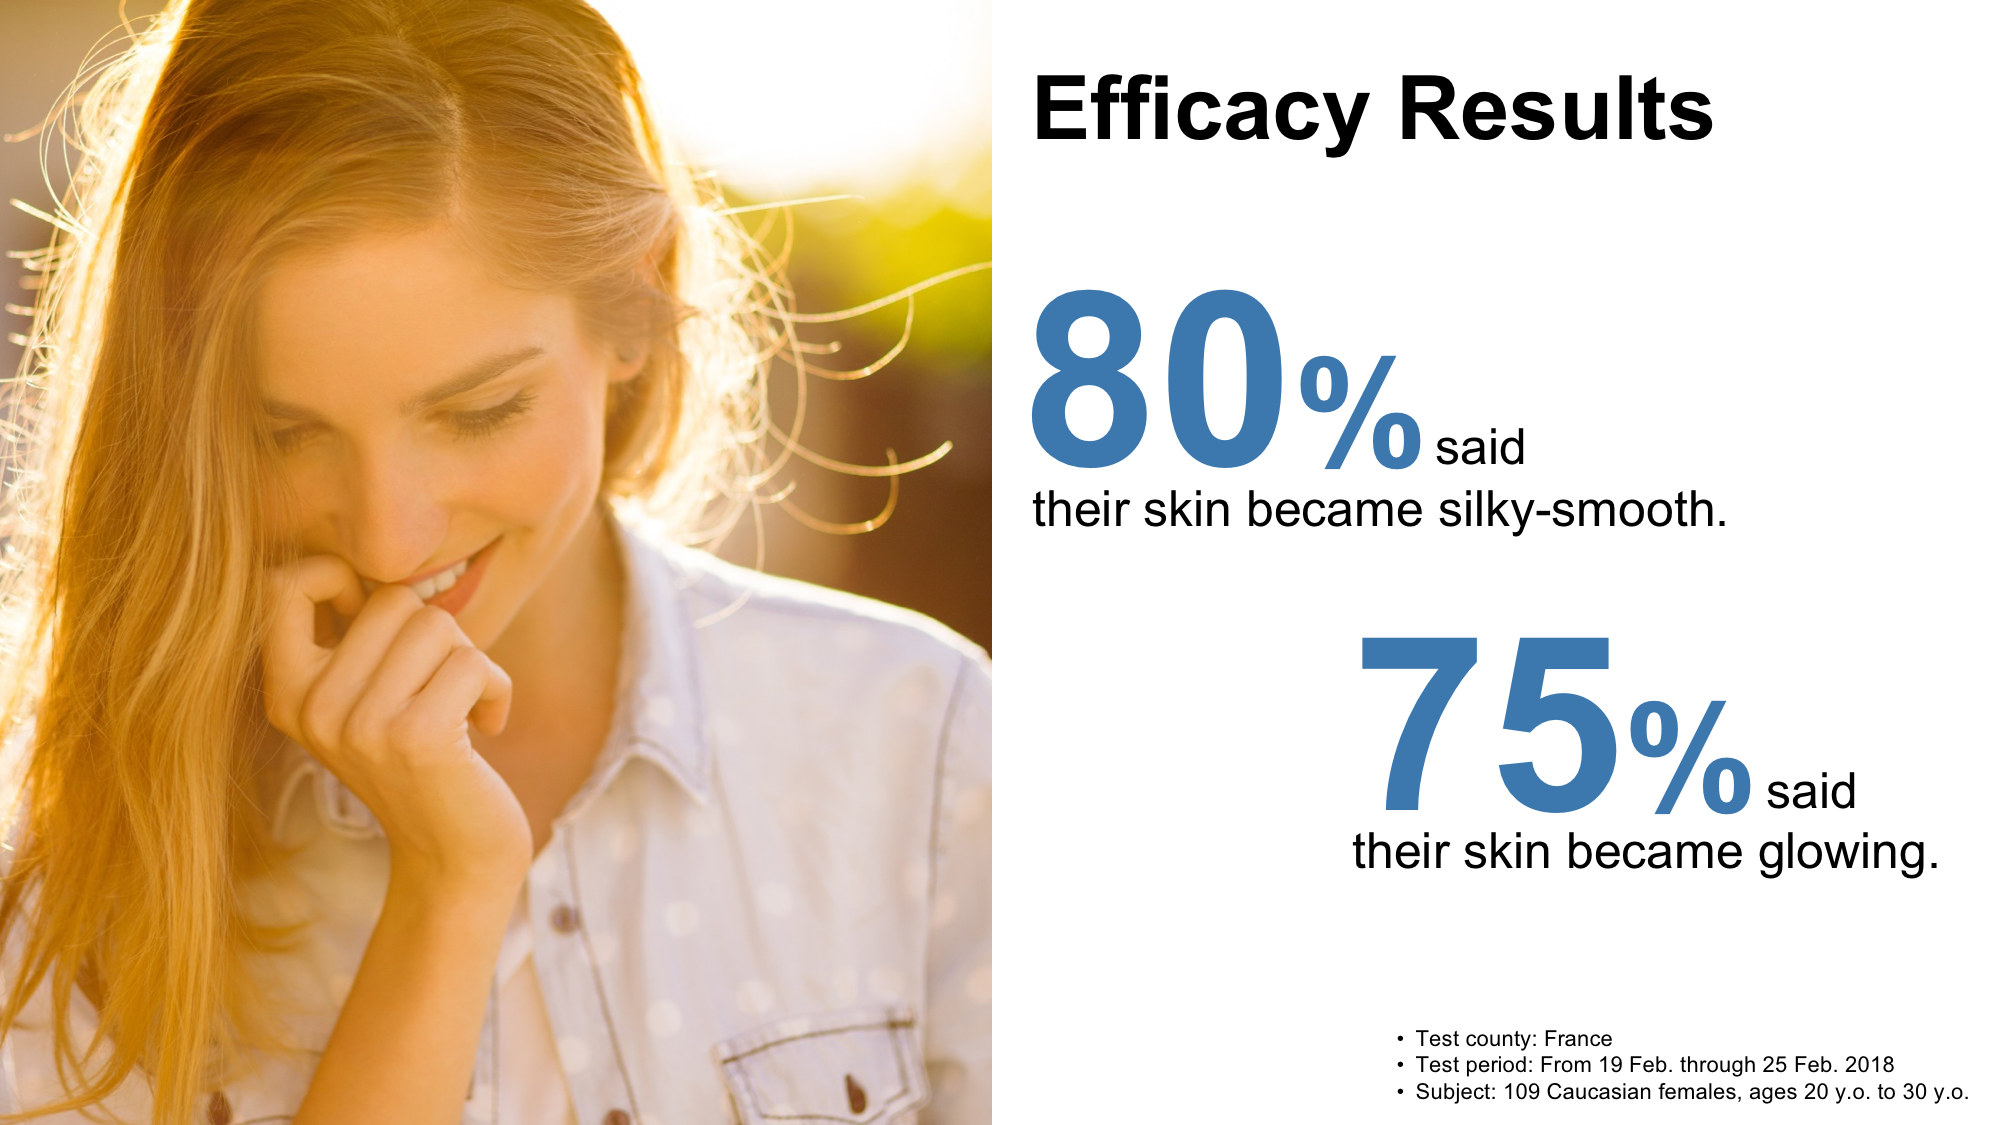 Efficacy Results
80% said
their skin became silky-smooth.
75% said
their skin became glowing.
• Test county: France
• Test period: From 19 Feb. through 25 Feb. 2018
• Subject: 109 Caucasian females, ages 20 y.o. to 30 y.o.